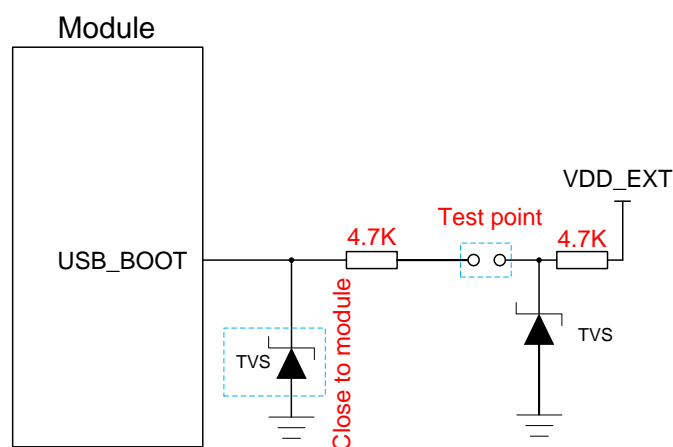 Module
VDD_EXT
Test point
4.7K
4.7K
USB_BOOT
TVS
Close to module
TVS